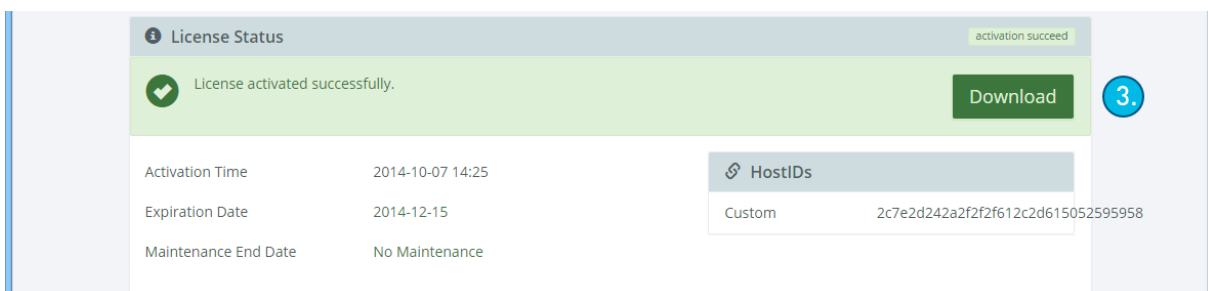 License Status
activation succeed
License activated successfully.
Download
3.
Activation Time 2014-10-07 14:25
Expiration Date 2014-12-15
Maintenance End Date No Maintenance
HostIDs
Custom 2c7e2d242a2f2f2f612c2d615052595958